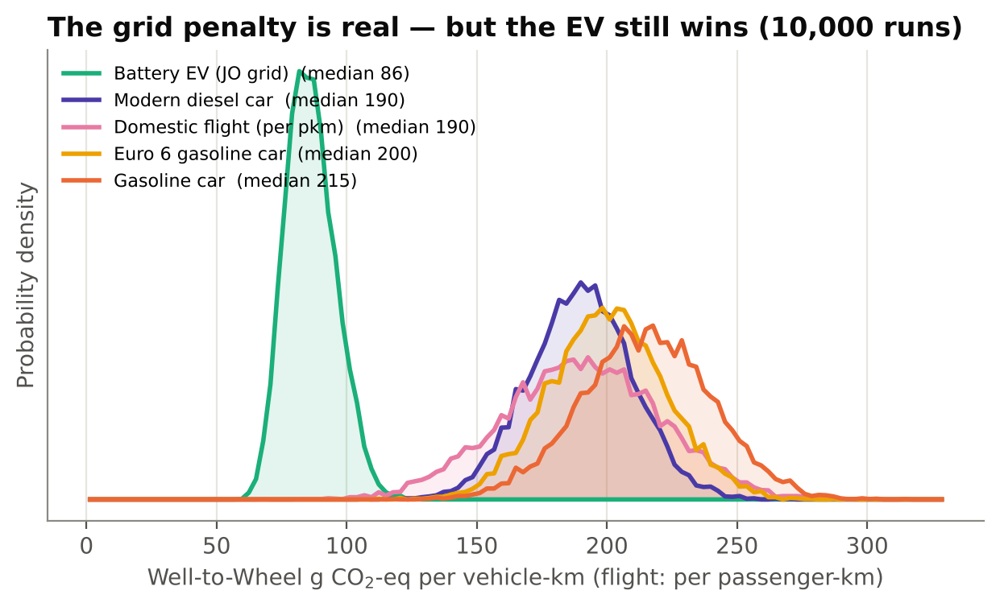 The grid penalty is real — but the EV still wins (10,000 runs)
Battery EV (JO grid)  (median 86)
Modern diesel car  (median 190)
Domestic flight (per pkm)  (median 190)
Euro 6 gasoline car  (median 200)
Gasoline car  (median 215)
Probability density
0 50 100 150 200 250 300
Well-to-Wheel g CO₂-eq per vehicle-km (flight: per passenger-km)